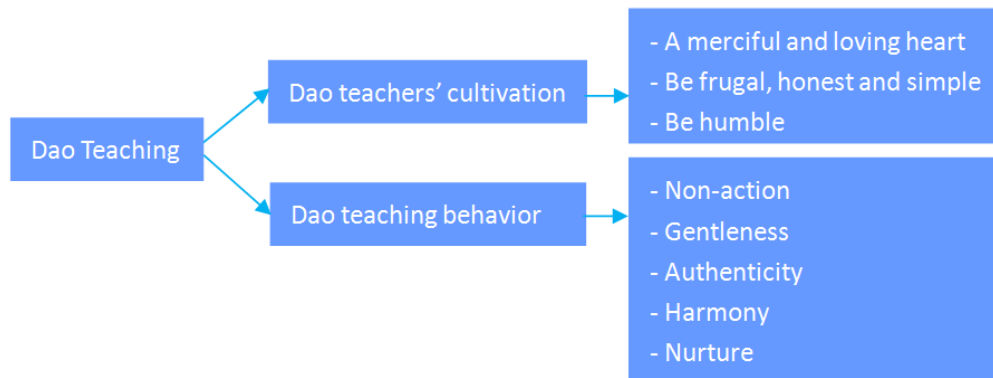 Dao Teaching
Dao teachers’ cultivation
- A merciful and loving heart
- Be frugal, honest and simple
- Be humble
Dao teaching behavior
- Non-action
- Gentleness
- Authenticity
- Harmony
- Nurture